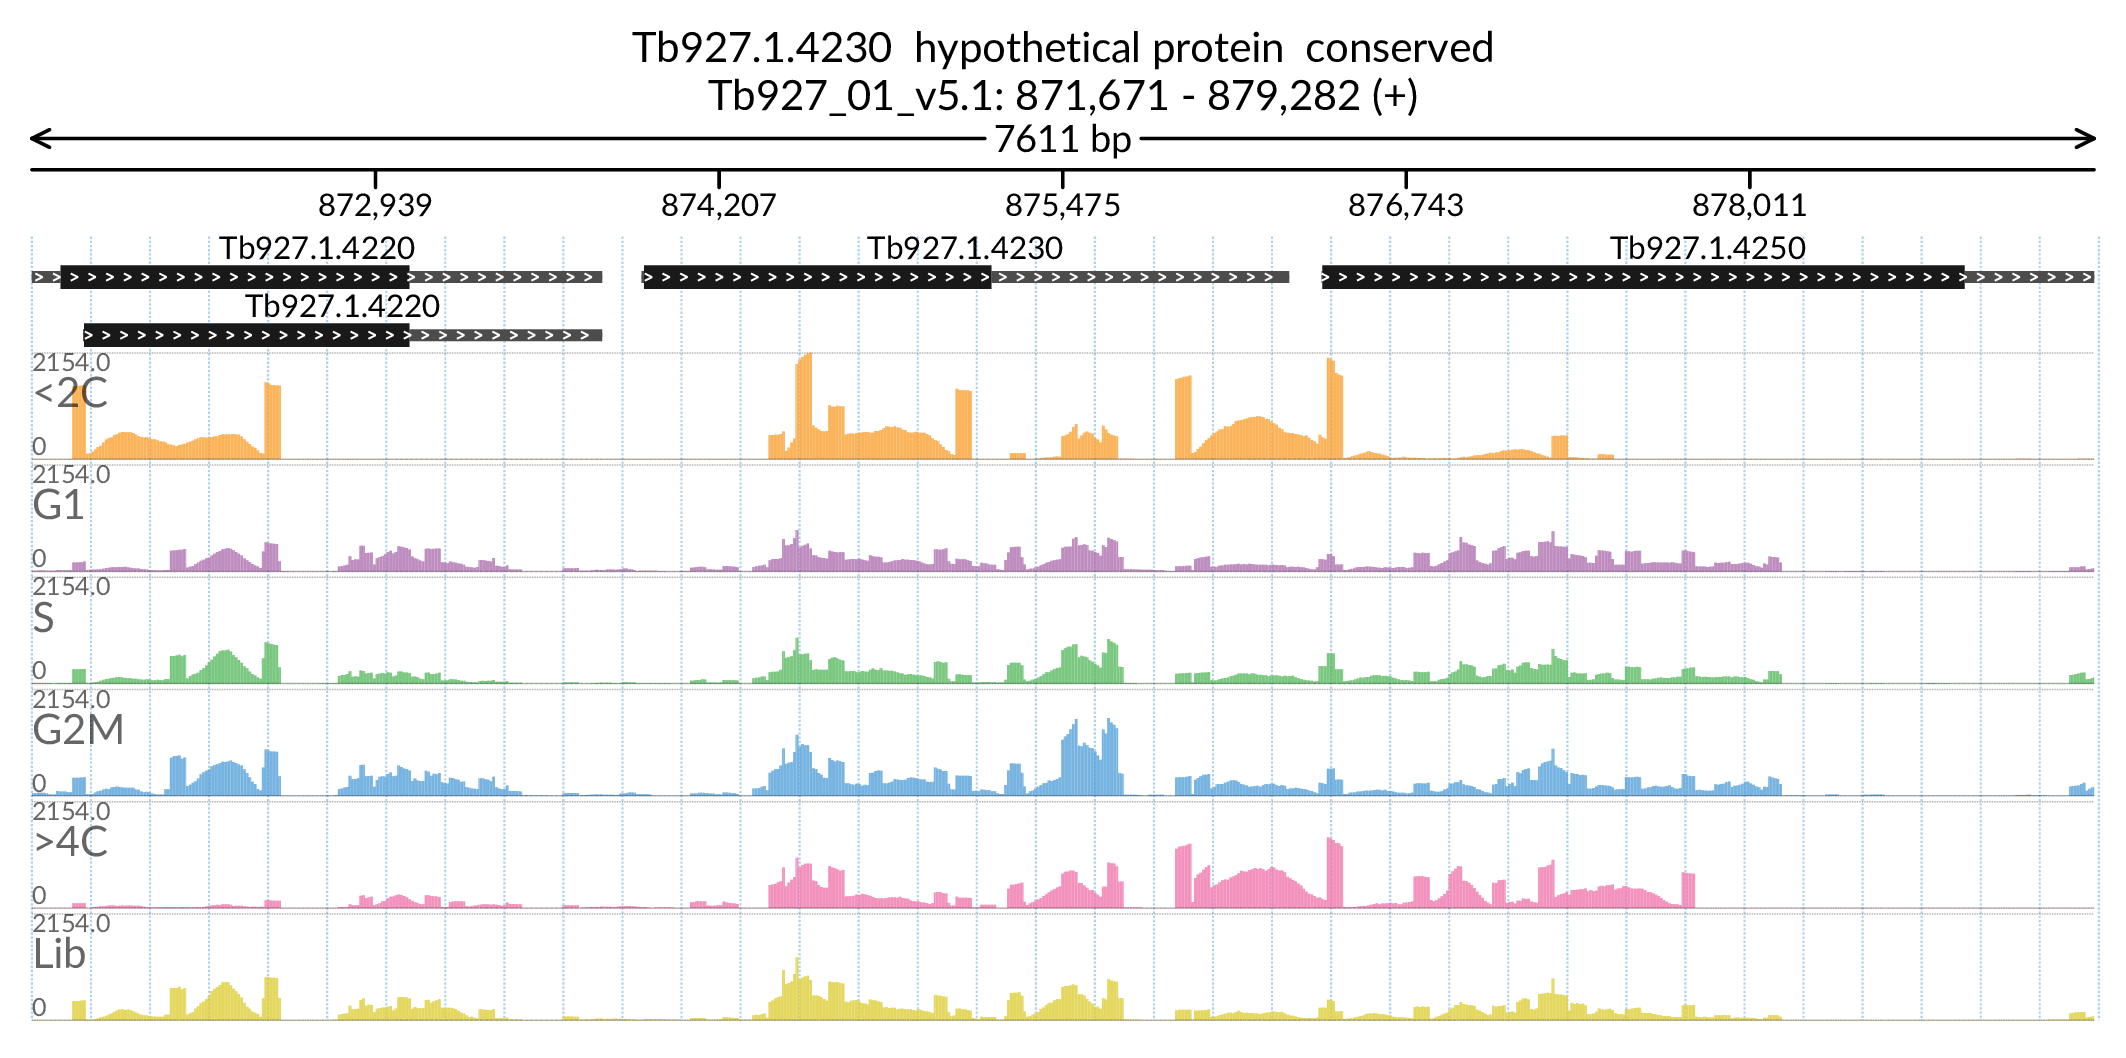 Tb927.1.4230  hypothetical protein  conserved
Tb927_01_v5.1: 871,671 - 879,282 (+)
7611 bp
872,939 874,207 875,475 876,743 878,011
Tb927.1.4220 Tb927.1.4230 Tb927.1.4250
Tb927.1.4220
2154.0
<2C
0
2154.0
G1
0
2154.0
S
0
2154.0
G2M
0
2154.0
>4C
0
2154.0
Lib
0